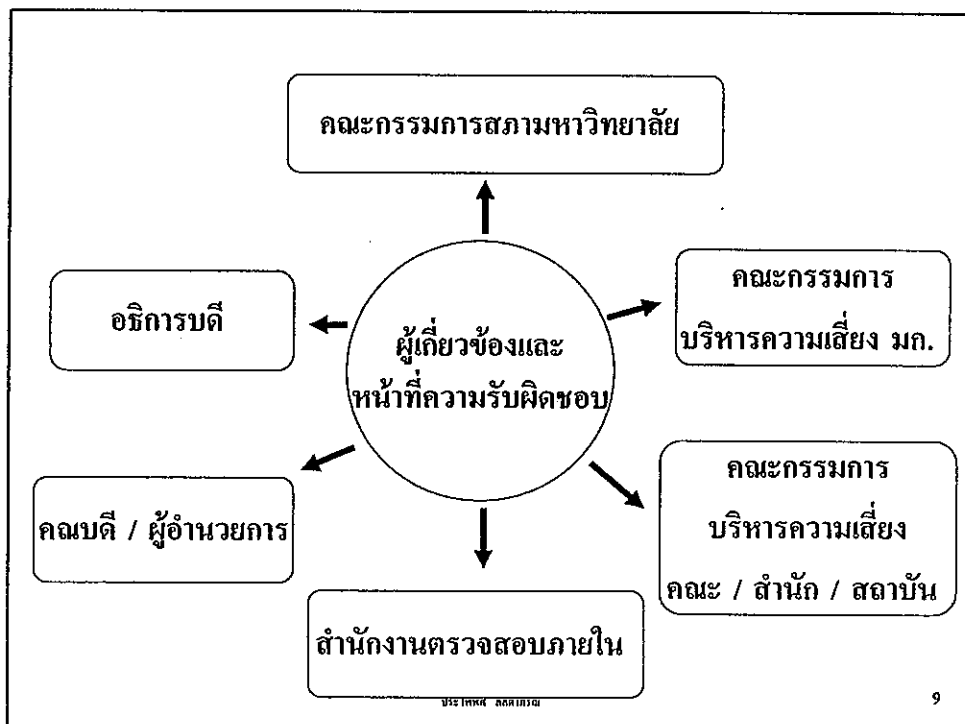 คณะกรรมการสภามหาวิทยาลัย
อธิการบดี
คณะกรรมการ
บริหารความเสี่ยง มก.
ผู้เกี่ยวข้องและ
หน้าที่ความรับผิดชอบ
คณบดี / ผู้อำนวยการ
คณะกรรมการ
บริหารความเสี่ยง
คณะ / สำนัก / สถาบัน
สำนักงานตรวจสอบภายใน
9